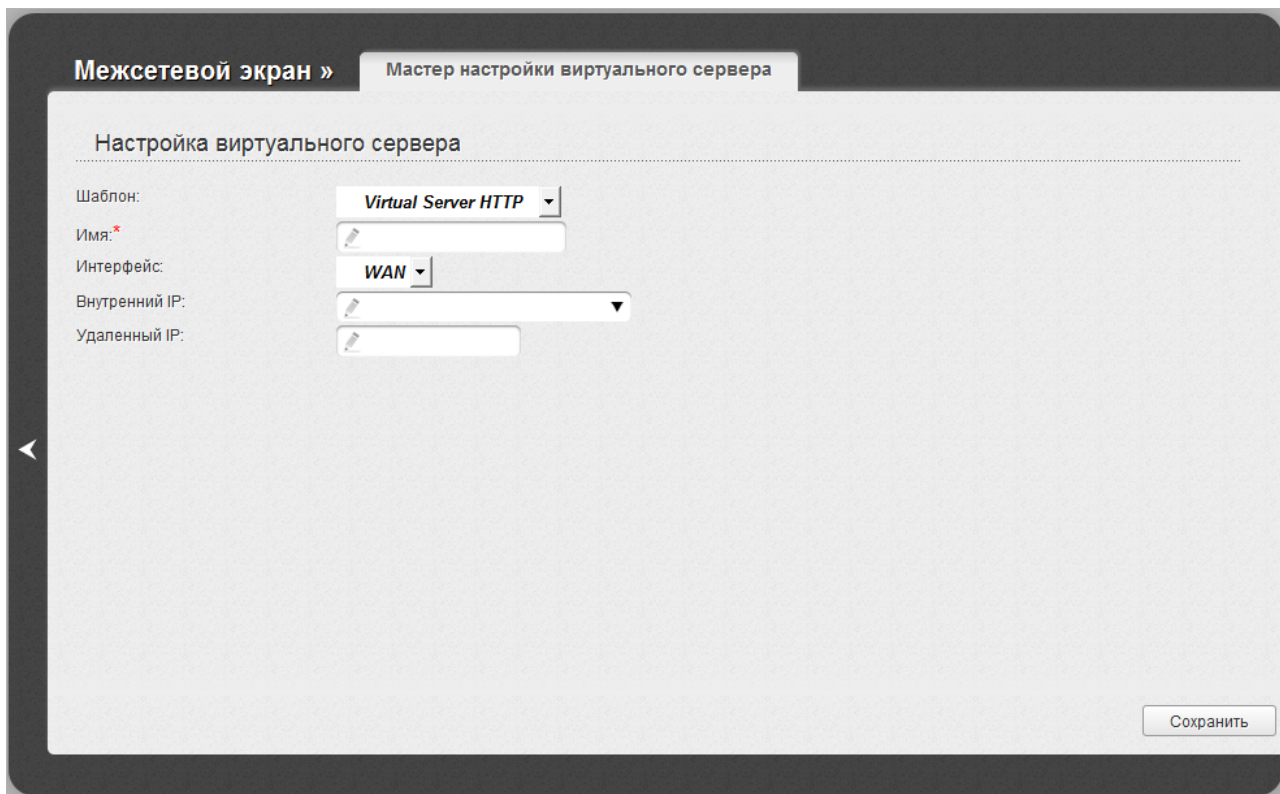 Межсетевой экран »
Мастер настройки виртуального сервера
Настройка виртуального сервера
Шаблон:
Virtual Server HTTP
Имя:*
Интерфейс:
WAN
Внутренний IP:
Удаленный IP:
Сохранить